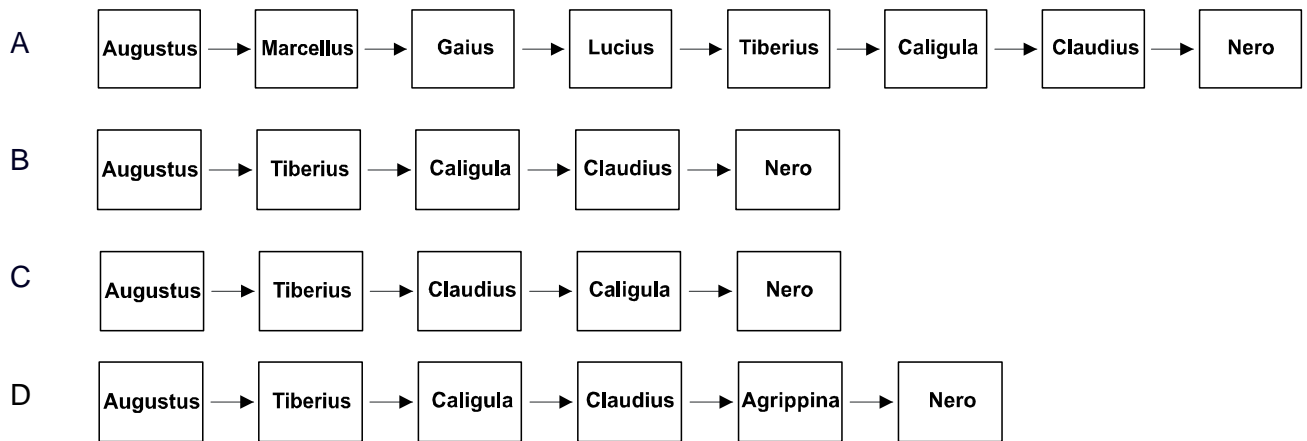 A Augustus Marcellus Gaius Lucius Tiberius Caligula Claudius Nero
B Augustus Tiberius Caligula Claudius Nero
C Augustus Tiberius Claudius Caligula Nero
D Augustus Tiberius Caligula Claudius Agrippina Nero